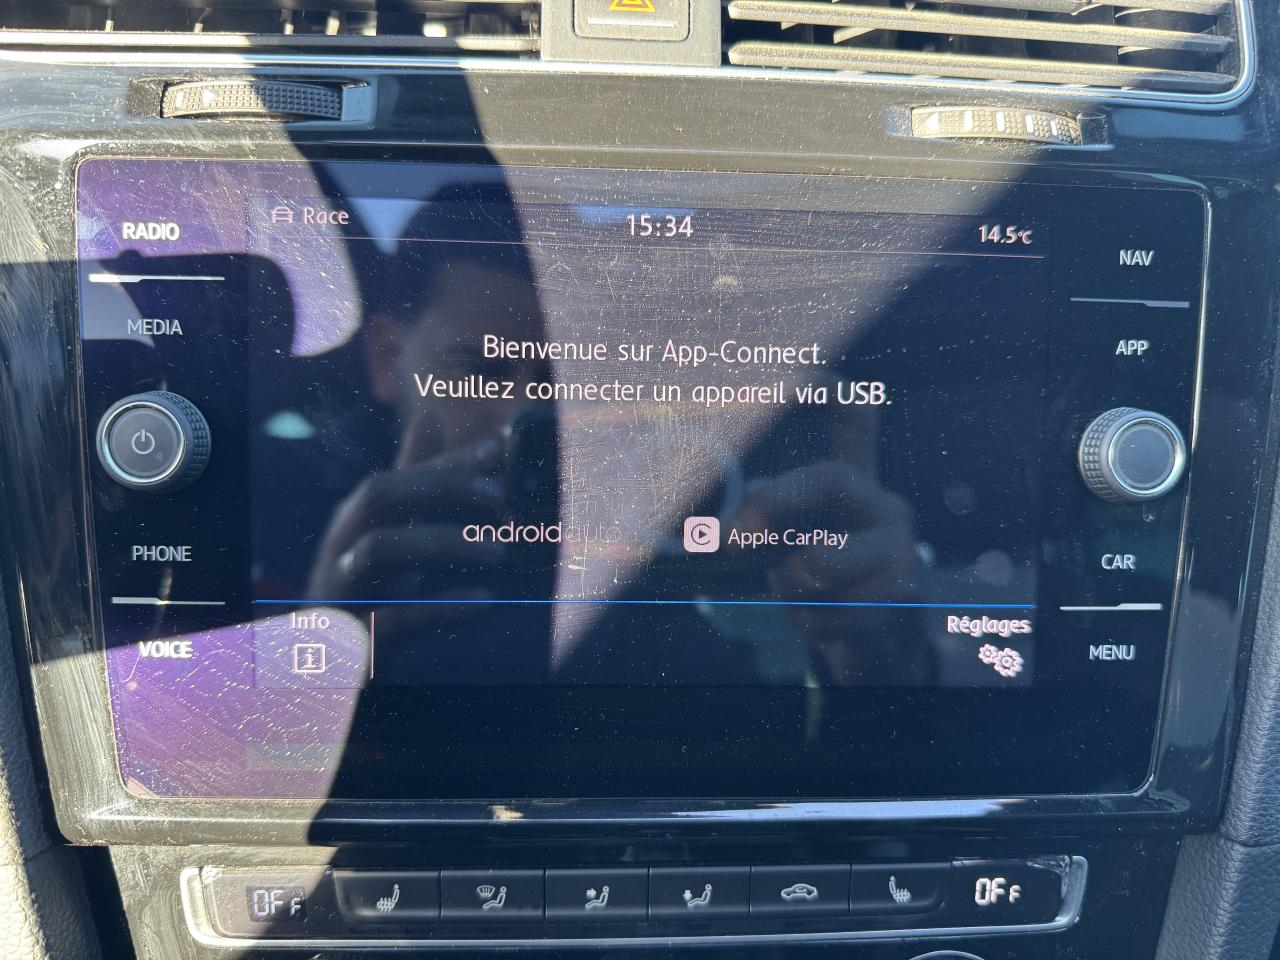 Race 15:34 14.5°C
RADIO
MEDIA
PHONE
VOICE
NAV
APP
CAR
MENU
Bienvenue sur App-Connect.
Veuillez connecter un appareil via USB.
androidauto
Apple CarPlay
Info
Réglages
OFF
OFF